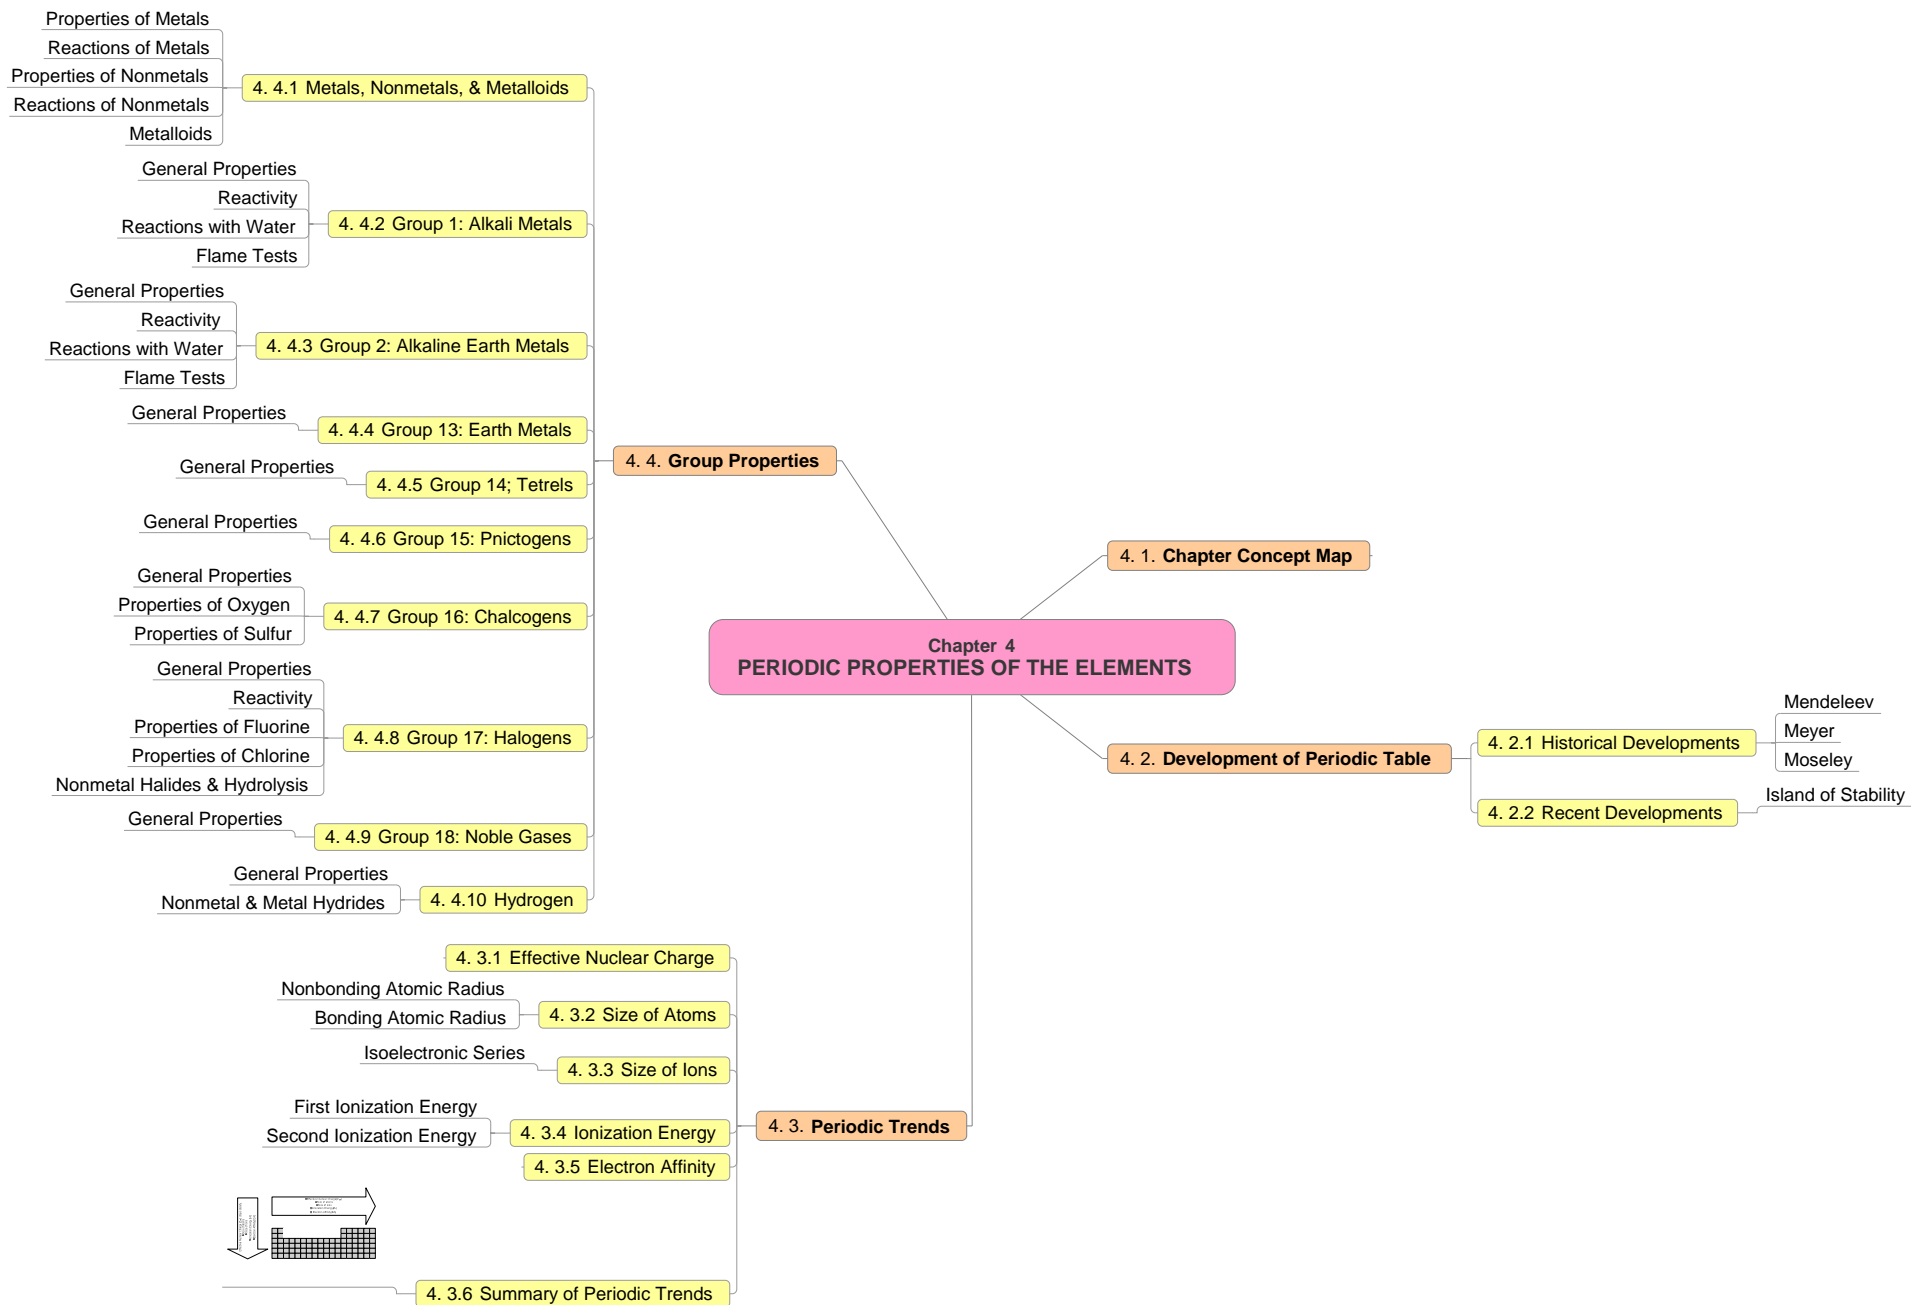 Chapter 4
PERIODIC PROPERTIES OF THE ELEMENTS
4. 1. Chapter Concept Map
4. 2. Development of Periodic Table
4. 2.1 Historical Developments
Mendeleev
Meyer
Moseley
4. 2.2 Recent Developments
Island of Stability
4. 3. Periodic Trends
4. 3.1 Effective Nuclear Charge
4. 3.2 Size of Atoms
Nonbonding Atomic Radius
Bonding Atomic Radius
4. 3.3 Size of Ions
Isoelectronic Series
4. 3.4 Ionization Energy
First Ionization Energy
Second Ionization Energy
4. 3.5 Electron Affinity
4. 3.6 Summary of Periodic Trends
4. 4. Group Properties
4. 4.1 Metals, Nonmetals, & Metalloids
Properties of Metals
Reactions of Metals
Properties of Nonmetals
Reactions of Nonmetals
Metalloids
4. 4.2 Group 1: Alkali Metals
General Properties
Reactivity
Reactions with Water
Flame Tests
4. 4.3 Group 2: Alkaline Earth Metals
General Properties
Reactivity
Reactions with Water
Flame Tests
4. 4.4 Group 13: Earth Metals
General Properties
4. 4.5 Group 14; Tetrels
General Properties
4. 4.6 Group 15: Pnictogens
General Properties
4. 4.7 Group 16: Chalcogens
General Properties
Properties of Oxygen
Properties of Sulfur
4. 4.8 Group 17: Halogens
General Properties
Reactivity
Properties of Fluorine
Properties of Chlorine
Nonmetal Halides & Hydrolysis
4. 4.9 Group 18: Noble Gases
General Properties
4. 4.10 Hydrogen
General Properties
Nonmetal & Metal Hydrides